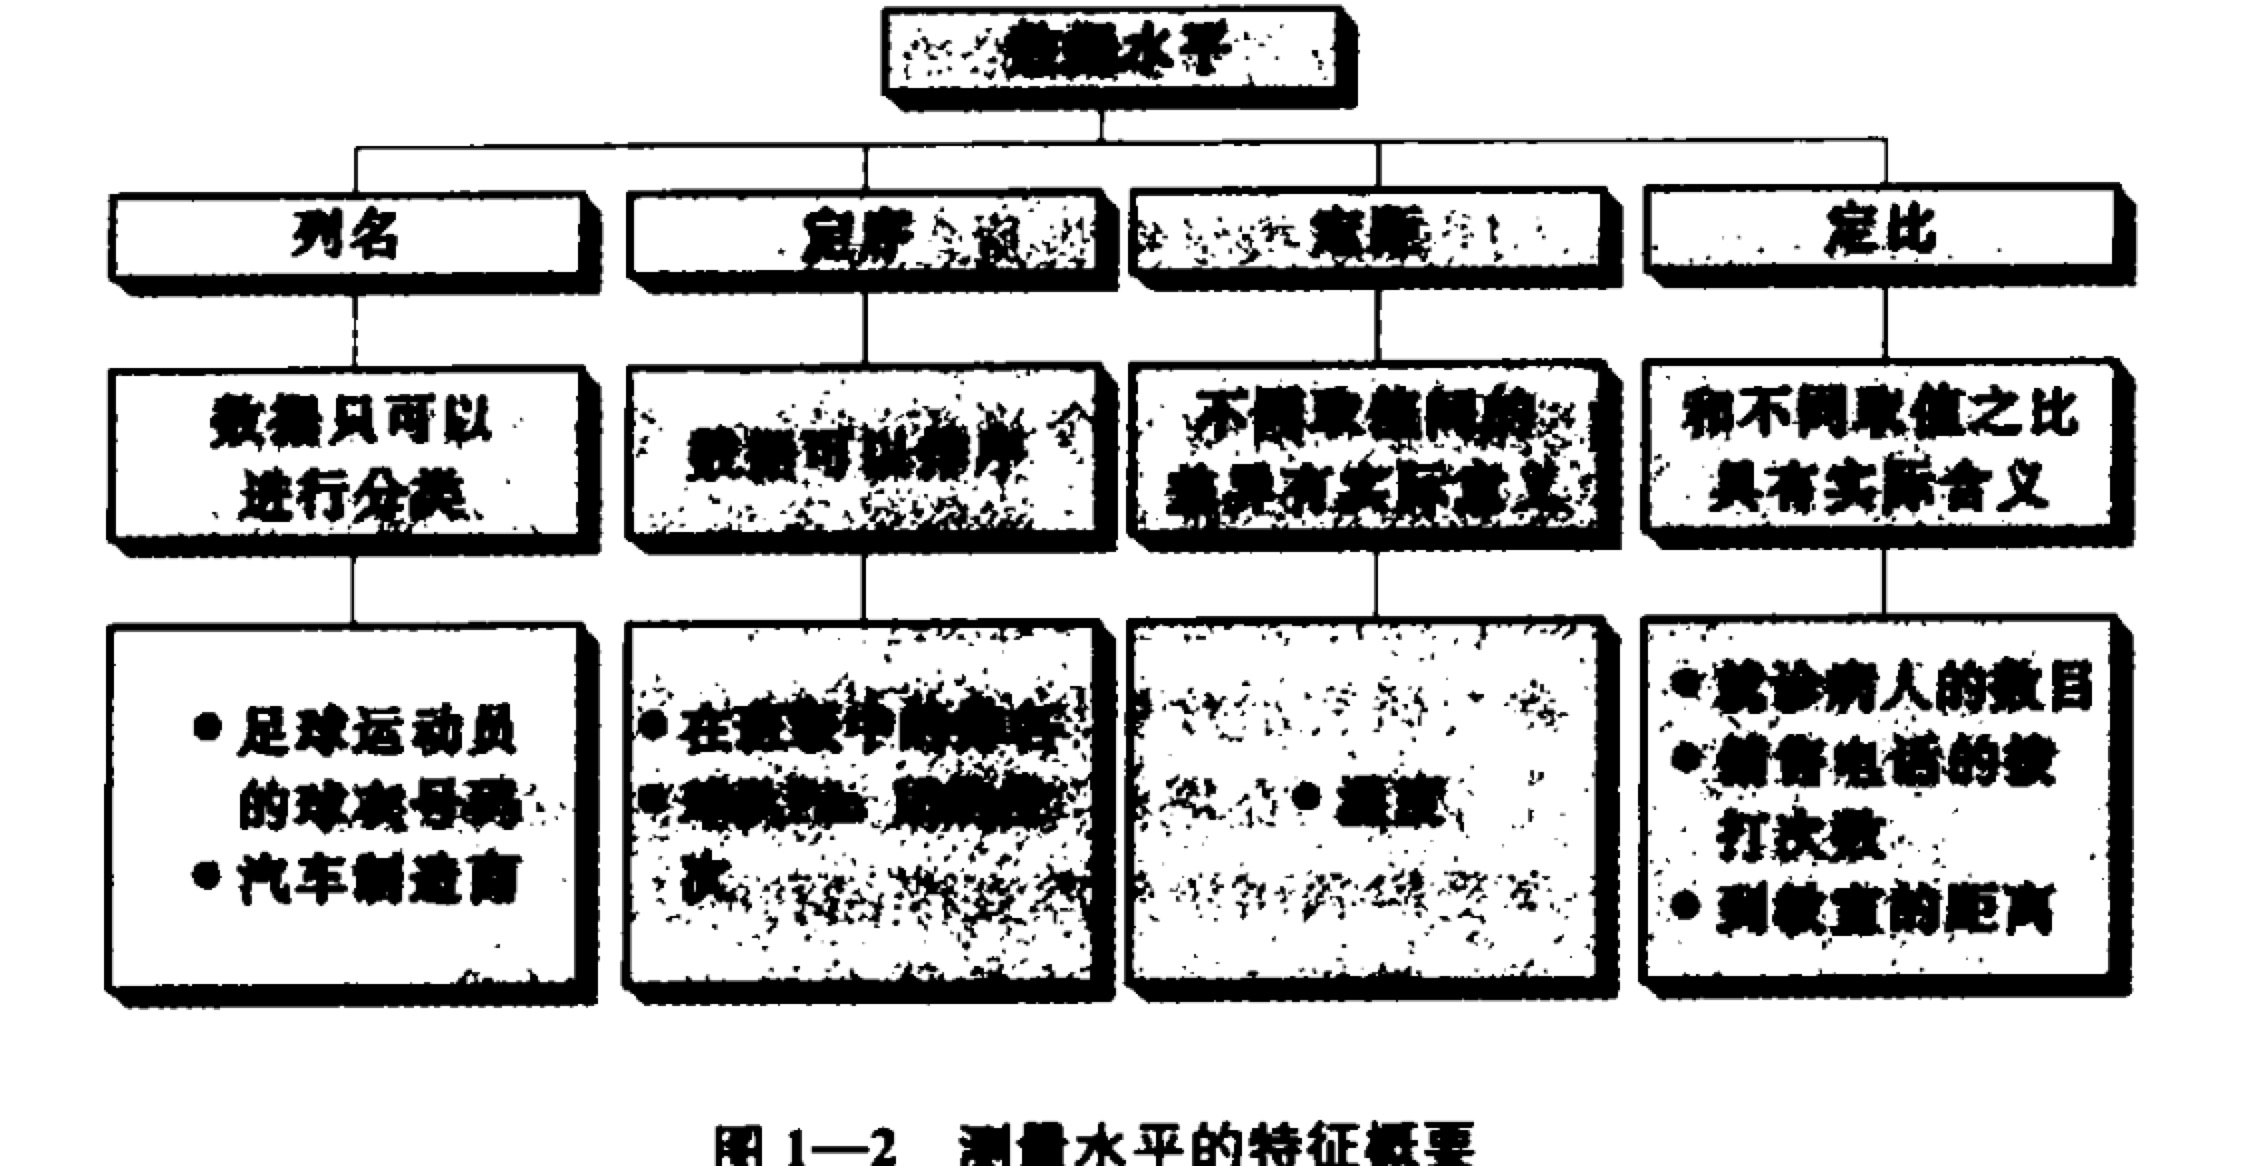 数据水平
列名
定序
定距
定比
数据只可以
进行分类
数据可以排序
不同取值间的
差异有实际意义
和不同取值之比
具有实际含义
● 足球运动员
的球衣号码
● 汽车制造商
● 在班级中的排名
次
● 温度
● 就诊病人的数目
● 销售电话的拨
打次数
● 到教室的距离
图 1—2 测量水平的特征概要